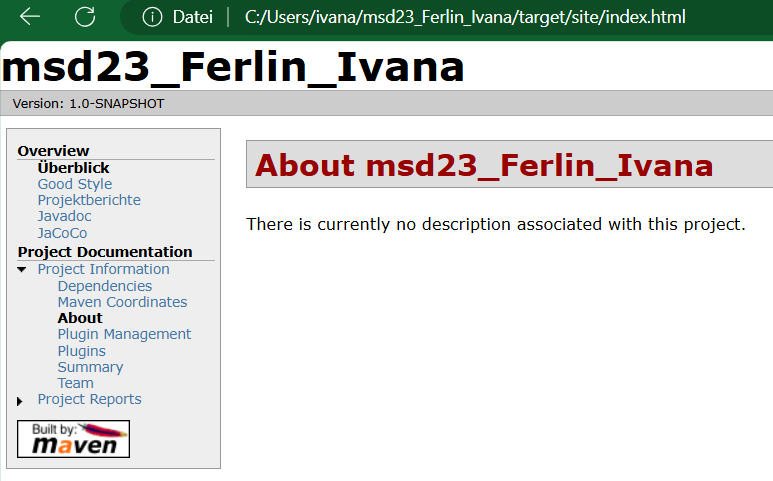 Datei | C:/Users/ivana/msd23_Ferlin_Ivana/target/site/index.html
msd23_Ferlin_Ivana
Version: 1.0-SNAPSHOT
Overview
Überblick
Good Style
Projektberichte
Javadoc
JaCoCo
Project Documentation
Project Information
Dependencies
Maven Coordinates
About
Plugin Management
Plugins
Summary
Team
Project Reports
Built by:
maven
About msd23_Ferlin_Ivana
There is currently no description associated with this project.